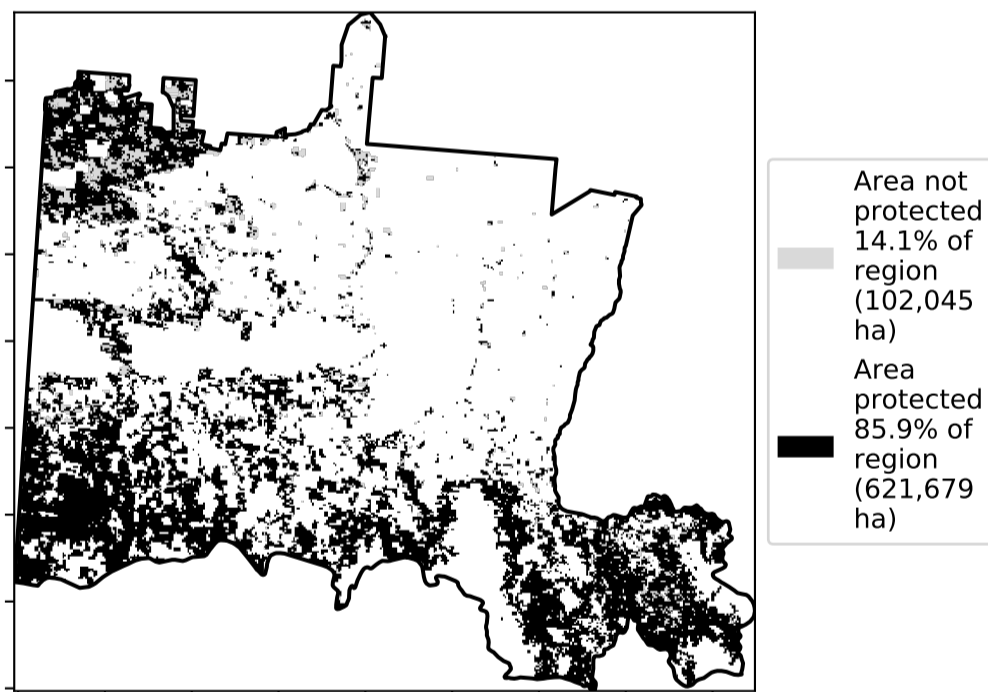 Area not
protected
14.1% of
region
(102,045
ha)
Area
protected
85.9% of
region
(621,679
ha)